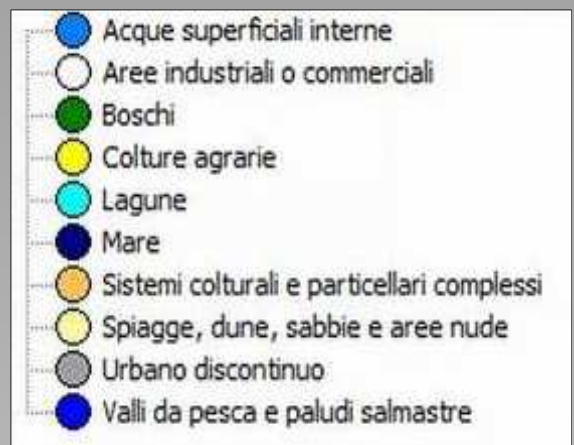 Acque superficiali interne
Aree industriali o commerciali
Boschi
Colture agrarie
Lagune
Mare
Sistemi colturali e particellari complessi
Spiagge, dune, sabbie e aree nude
Urbano discontinuo
Valli da pesca e paludi salmastre